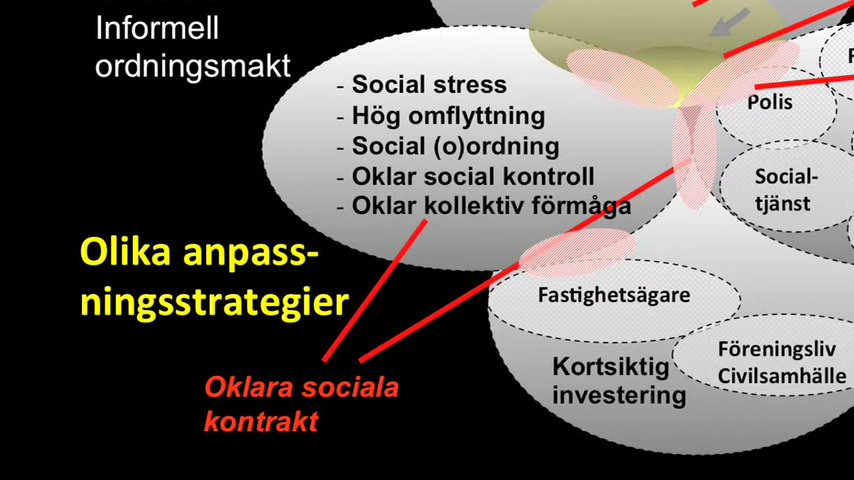 Informell
ordningsmakt
- Social stress
- Hög omflyttning
- Social (o)ordning
- Oklar social kontroll
- Oklar kollektiv förmåga
Polis
Social-
tjänst
Olika anpass-
ningsstrategier
Fastighetsägare
Föreningsliv
Civilsamhälle
Kortsiktig
investering
Oklara sociala
kontrakt